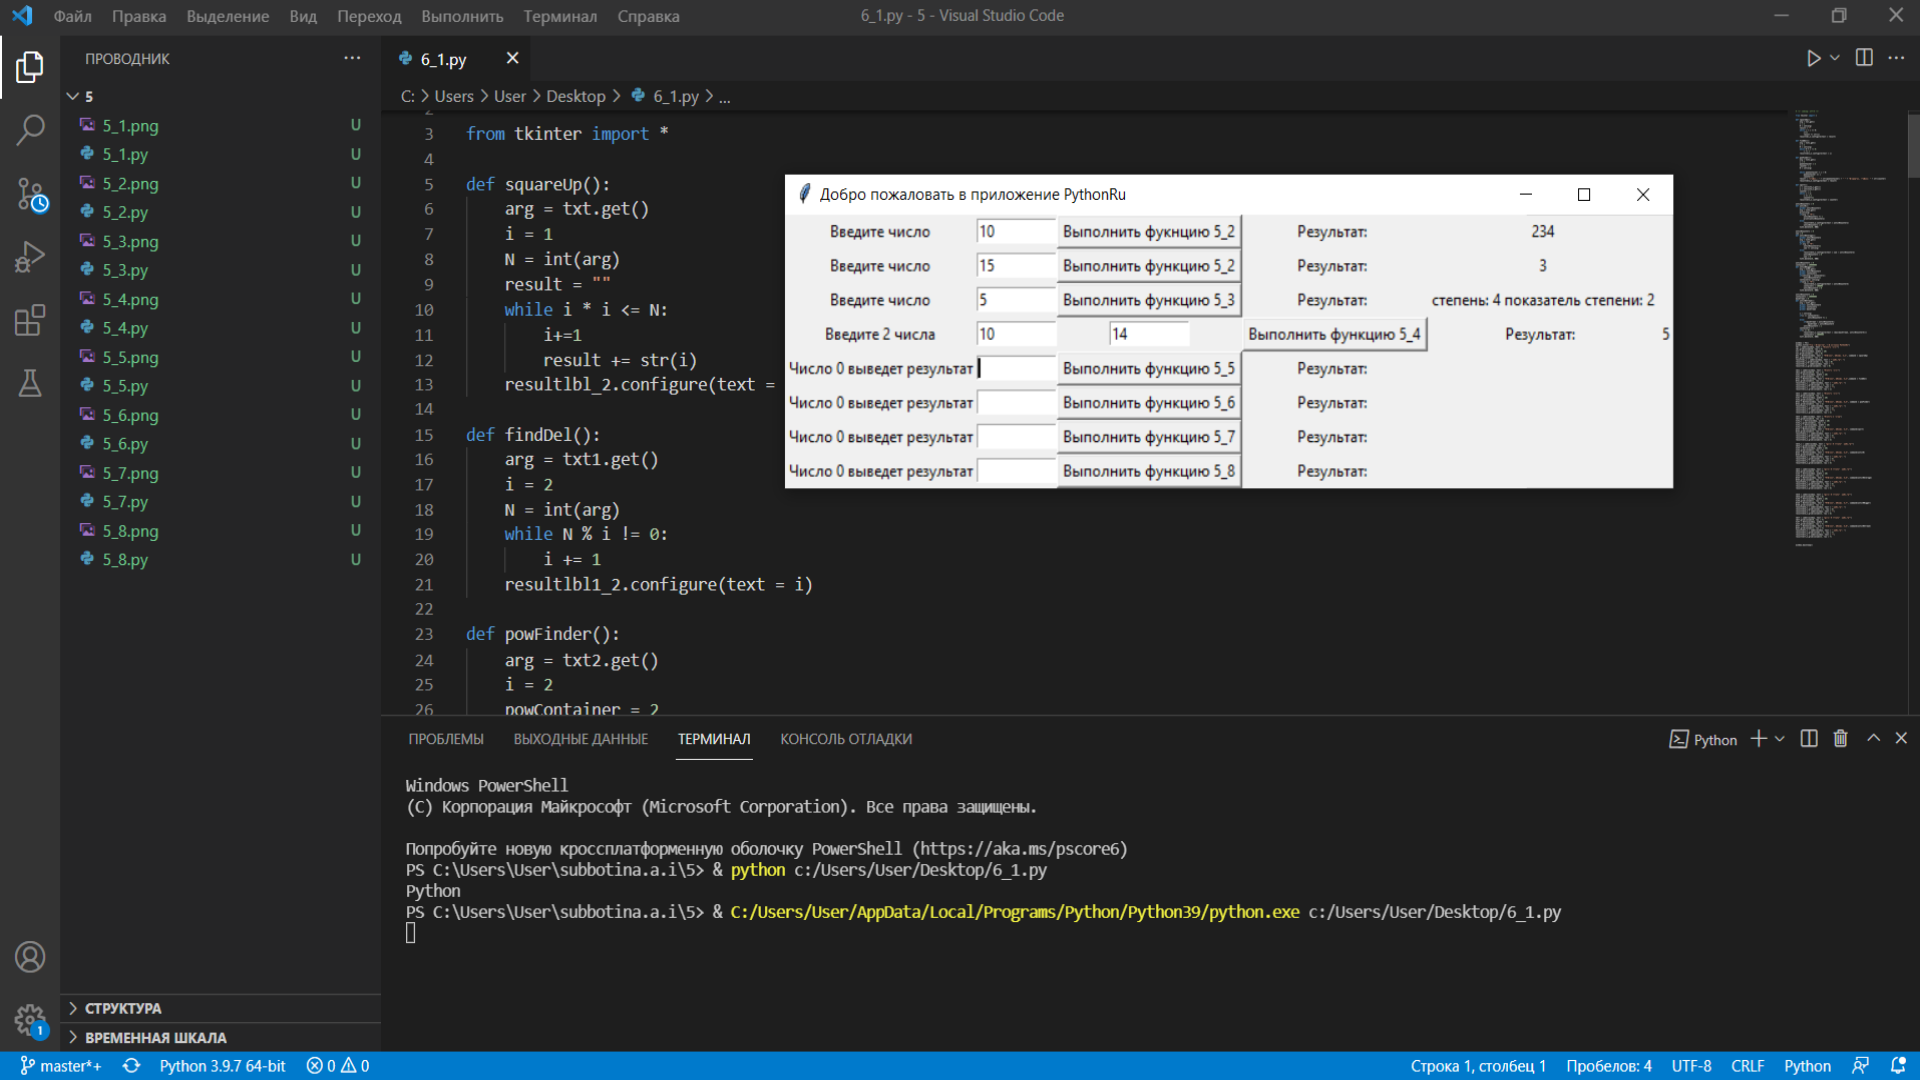 Файл Правка Выделение Вид Переход Выполнить Терминал Справка
6_1.py - 5 - Visual Studio Code
ПРОВОДНИК
5
5_1.png U
5_1.py U
5_2.png U
5_2.py U
5_3.png U
5_3.py U
5_4.png U
5_4.py U
5_5.png U
5_5.py U
5_6.png U
5_6.py U
5_7.png U
5_7.py U
5_8.png U
5_8.py U
СТРУКТУРА
ВРЕМЕННАЯ ШКАЛА
6_1.py
C: > Users > User > Desktop > 6_1.py > ...
2
3 from tkinter import *
4
5 def squareUp():
6 arg = txt.get()
7 i = 1
8 N = int(arg)
9 result = ""
10 while i * i <= N:
11 i+=1
12 result += str(i)
13 resultlbl_2.configure(text =
14
15 def findDel():
16 arg = txt1.get()
17 i = 2
18 N = int(arg)
19 while N % i != 0:
20 i += 1
21 resultlbl1_2.configure(text = i)
22
23 def powFinder():
24 arg = txt2.get()
25 i = 2
26 powContainer = 2
Добро пожаловать в приложение PythonRu
Введите число 10 Выполнить фукнцию 5_2 Результат: 234
Введите число 15 Выполнить функцию 5_2 Результат: 3
Введите число 5 Выполнить функцию 5_3 Результат: степень: 4 показатель степени: 2
Введите 2 числа 10 14 Выполнить функцию 5_4 Результат: 5
Число 0 выведет результат Выполнить функцию 5_5 Результат:
Число 0 выведет результат Выполнить функцию 5_6 Результат:
Число 0 выведет результат Выполнить функцию 5_7 Результат:
Число 0 выведет результат Выполнить функцию 5_8 Результат:
ПРОБЛЕМЫ ВЫХОДНЫЕ ДАННЫЕ ТЕРМИНАЛ КОНСОЛЬ ОТЛАДКИ
Python
Windows PowerShell
(C) Корпорация Майкрософт (Microsoft Corporation). Все права защищены.
Попробуйте новую кроссплатформенную оболочку PowerShell (https://aka.ms/pscore6)
PS C:\Users\User\subbotina.a.i\5> & python c:/Users/User/Desktop/6_1.py
Python
PS C:\Users\User\subbotina.a.i\5> & C:/Users/User/AppData/Local/Programs/Python/Python39/python.exe c:/Users/User/Desktop/6_1.py
1
master*+ Python 3.9.7 64-bit 0 0
Строка 1, столбец 1 Пробелов: 4 UTF-8 CRLF Python